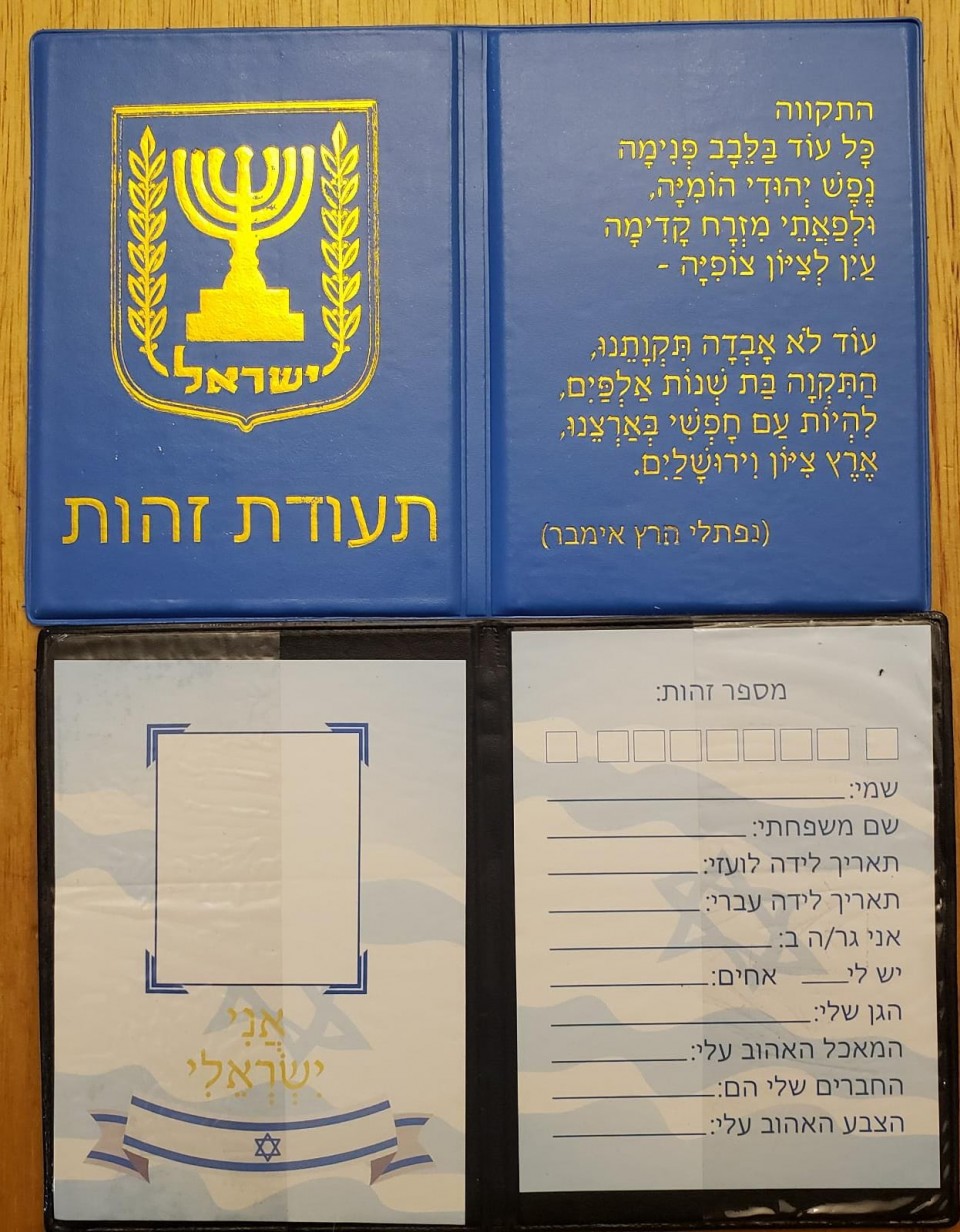 התקווה
כָּל עוֹד בַּלֵּבָב פְּנִימָה
נֶפֶשׁ יְהוּדִי הוֹמִיָּה,
וּלְפַאֲתֵי מִזְרָח קָדִימָה
עַיִן לְצִיּוֹן צוֹפִיָּה -
עוֹד לֹא אָבְדָה תִּקְוָתֵנוּ,
הַתִּקְוָה בַּת שְׁנוֹת אַלְפַּיִם,
לִהְיוֹת עַם חָפְשִׁי בְּאַרְצֵנוּ,
אֶרֶץ צִיּוֹן וִירוּשָׁלַיִם.
(נפתלי הרץ אימבר)
ישראל
תעודת זהות
מספר זהות:
שמי:
שם משפחתי:
תאריך לידה לועזי:
תאריך לידה עברי:
אני גר/ה ב:
יש לי____ אחים:
הגן שלי:
המאכל האהוב עלי:
החברים שלי הם:
הצבע האהוב עלי:
אֲנִי
יִשְׂרְאֵלִי